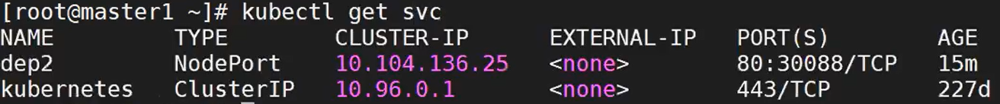 [root@master1 ~]# kubectl get svc
NAME TYPE CLUSTER-IP EXTERNAL-IP PORT(S) AGE
dep2 NodePort 10.104.136.25 <none> 80:30088/TCP 15m
kubernetes ClusterIP 10.96.0.1 <none> 443/TCP 227d